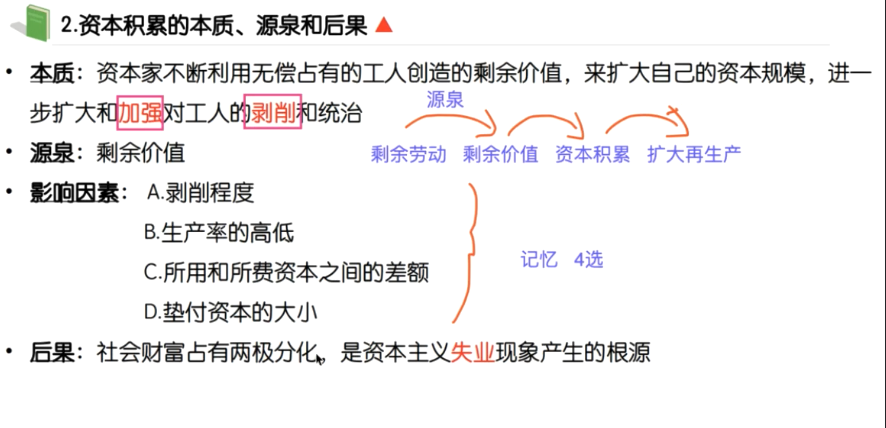 2.资本积累的本质、源泉和后果
• 本质：资本家不断利用无偿占有的工人创造的剩余价值，来扩大自己的资本规模，进一
步扩大和加强对工人的剥削和统治
源泉
• 源泉：剩余价值
剩余劳动 剩余价值 资本积累 扩大再生产
• 影响因素： A.剥削程度
B.生产率的高低
C.所用和所费资本之间的差额
记忆 4选
D.垫付资本的大小
• 后果：社会财富占有两极分化，是资本主义失业现象产生的根源